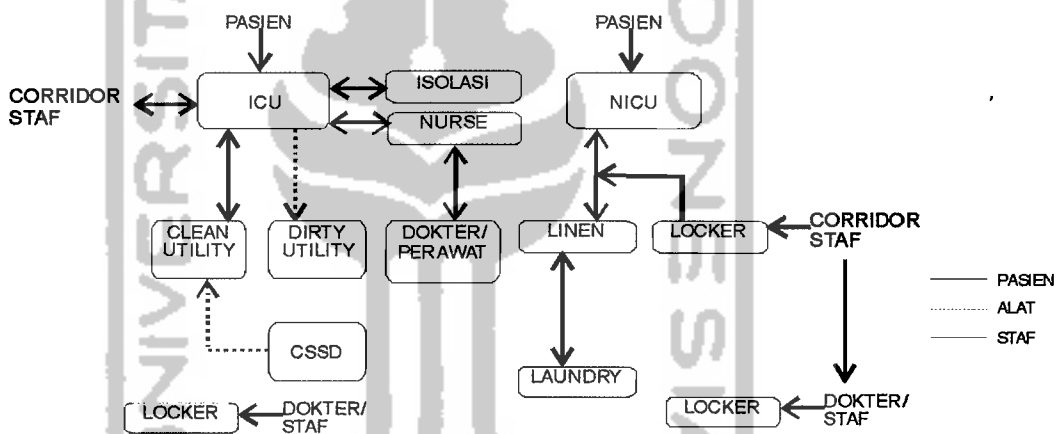 PASIEN
PASIEN
CORRIDOR
STAF
ICU
ISOLASI
NURSE
NICU
CLEAN
UTILITY
DIRTY
UTILITY
DOKTER/
PERAWAT
LINEN
LOCKER
CORRIDOR
STAF
PASIEN
ALAT
STAF
CSSD
LAUNDRY
LOCKER
DOKTER/
STAF
LOCKER
DOKTER/
STAF